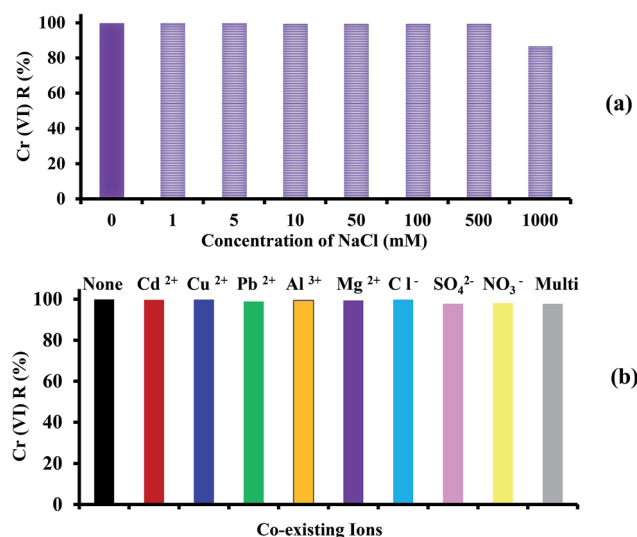 100
80
60
40
20
0
Cr (VI) R (%)
0 1 5 10 50 100 500 1000
Concentration of NaCl (mM)
(a)
None Cd 2+ Cu 2+ Pb 2+ Al 3+ Mg 2+ C l - SO₄2- NO₃ - Multi
100
80
60
40
20
0
Cr (VI) R (%)
Co-existing Ions
(b)